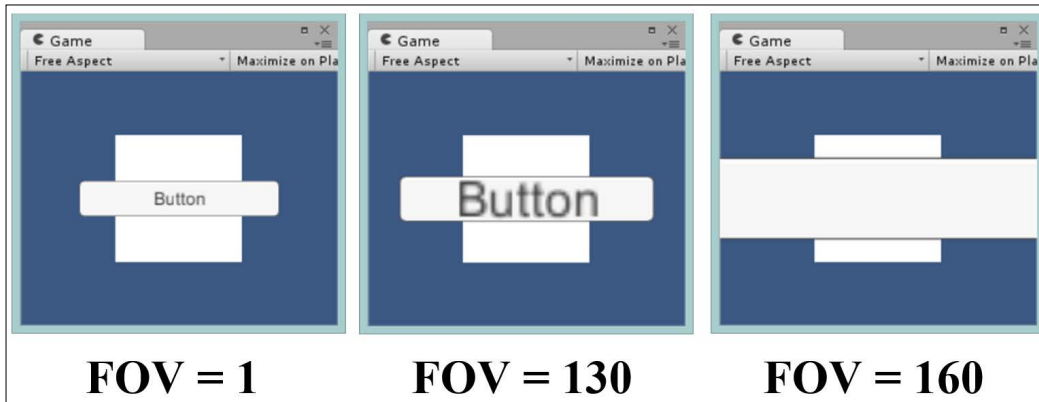 Game
Free Aspect Maximize on Pla
Button
FOV = 1
Game
Free Aspect Maximize on Pla
Button
FOV = 130
Game
Free Aspect Maximize on Pla
FOV = 160